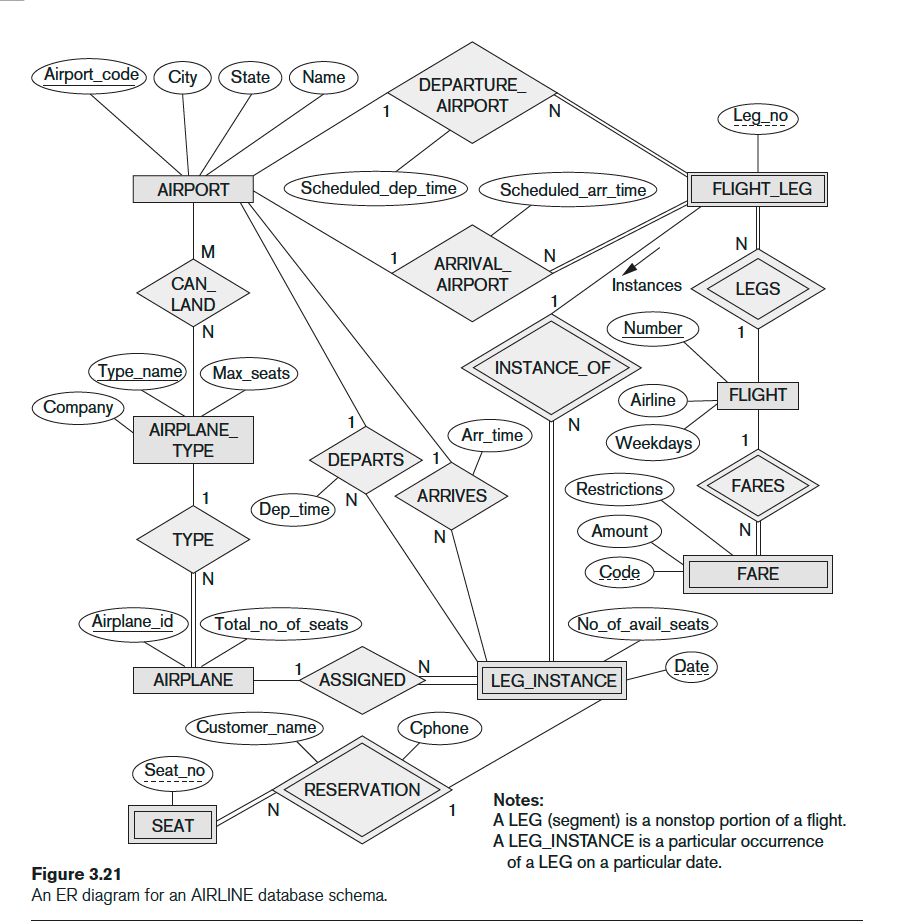 Airport_code
City
State
Name
DEPARTURE_
AIRPORT
1
N
Leg_no
AIRPORT
Scheduled_dep_time
Scheduled_arr_time
FLIGHT_LEG
M
1
ARRIVAL_
AIRPORT
N
N
CAN_
LAND
Instances
LEGS
1
N
Number
1
Type_name
Max_seats
INSTANCE_OF
Company
Airline
FLIGHT
AIRPLANE_
TYPE
1
Arr_time
N
Weekdays
1
DEPARTS
1
1
Dep_time
N
ARRIVES
Restrictions
FARES
TYPE
N
Amount
N
N
Code
FARE
Airplane_id
Total_no_of_seats
No_of_avail_seats
AIRPLANE
1
ASSIGNED
N
LEG_INSTANCE
Date
Customer_name
Cphone
Seat_no
RESERVATION
N
1
SEAT
Notes:
A LEG (segment) is a nonstop portion of a flight.
A LEG_INSTANCE is a particular occurrence
of a LEG on a particular date.
Figure 3.21
An ER diagram for an AIRLINE database schema.